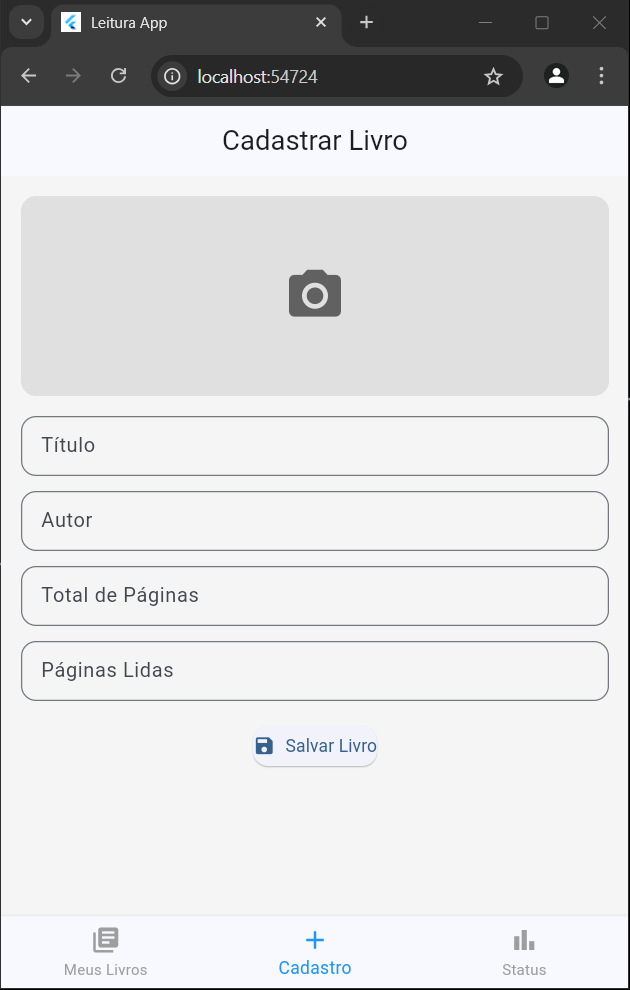 Leitura App
localhost:54724
Cadastrar Livro
Título
Autor
Total de Páginas
Páginas Lidas
Salvar Livro
Meus Livros
Cadastro
Status